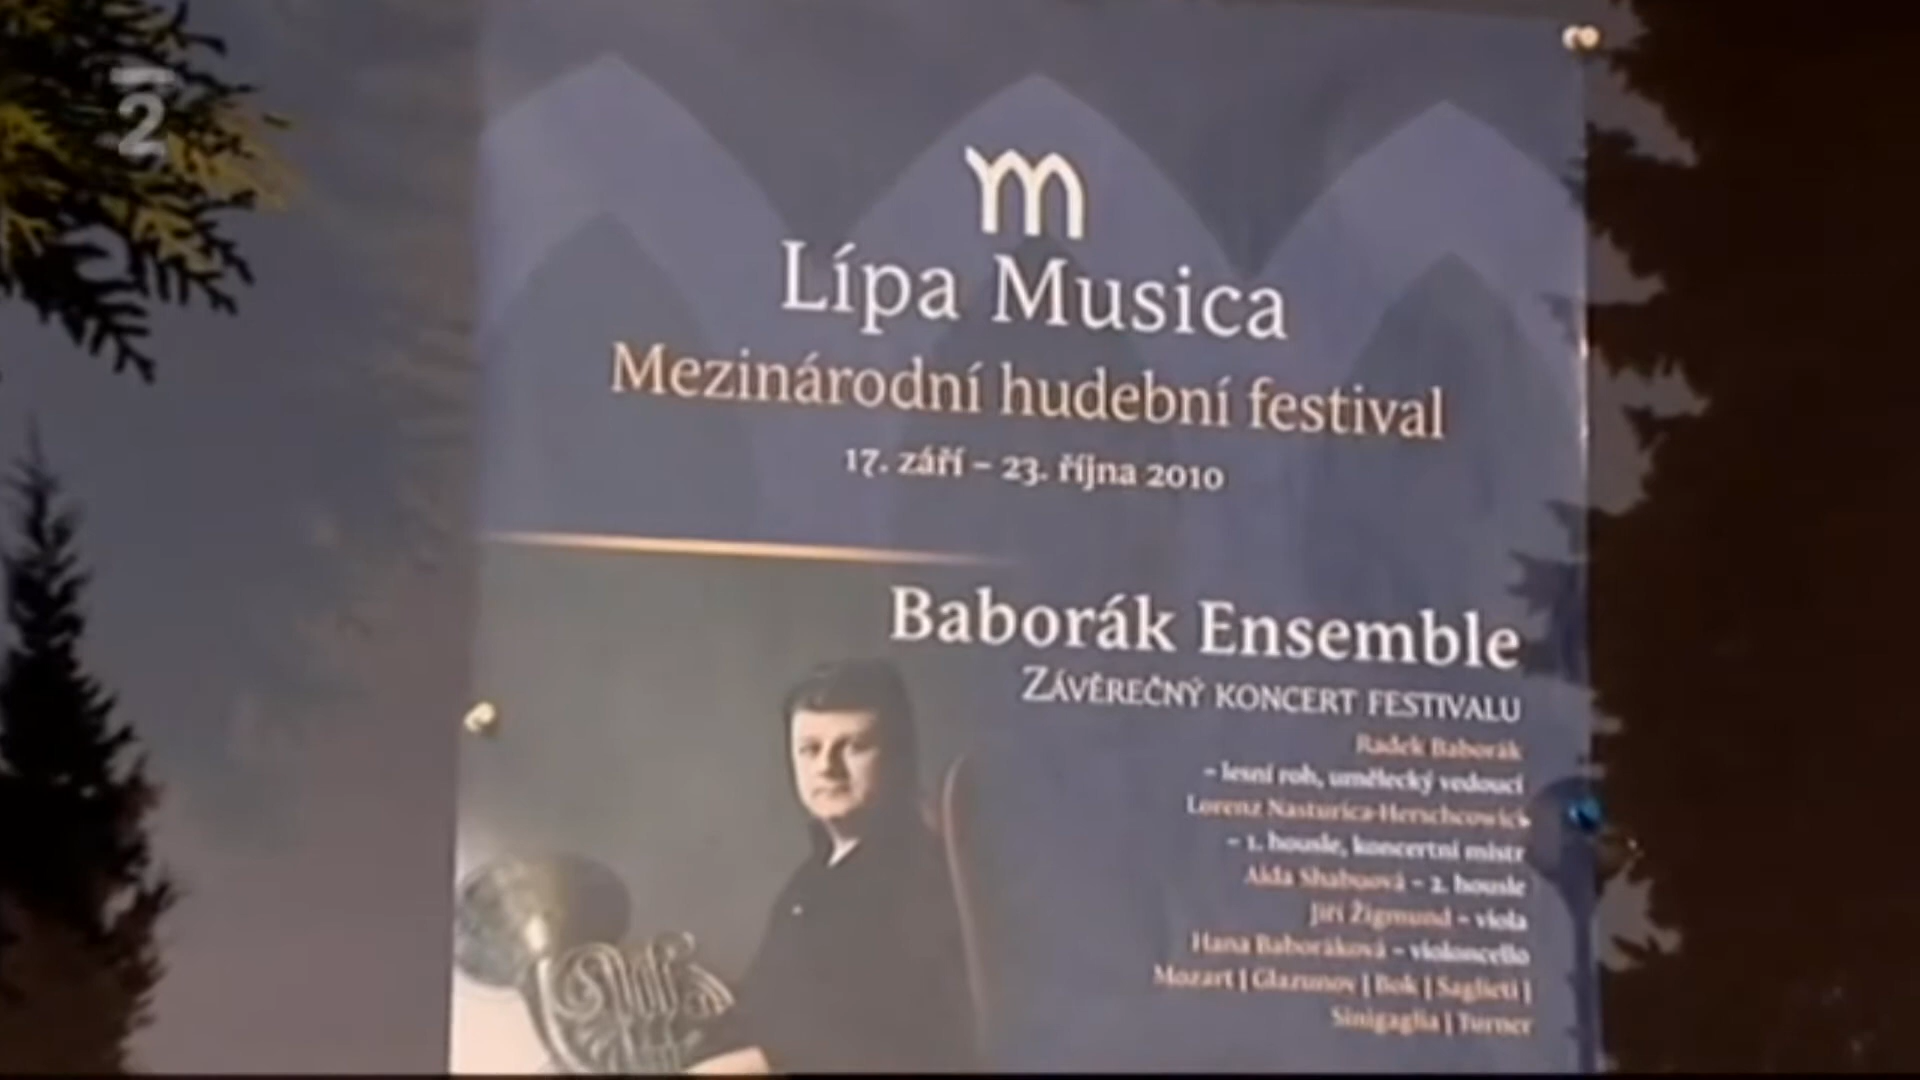 2
m
Lípa Musica
Mezinárodní hudební festival
17. září – 23. října 2010
Baborák Ensemble
ZÁVĚREČNÝ KONCERT FESTIVALU
Radek Baborák
– lesní roh, umělecký vedoucí
Lorenz Nasturica-Herschcowici
– 1. housle, koncertní mistr
Aida Shabuová – 2. housle
Jiří Žigmund – viola
Hana Baboráková – violoncello
Mozart | Glazunov | Bok | Saglieti |
Sinigaglia | Turner